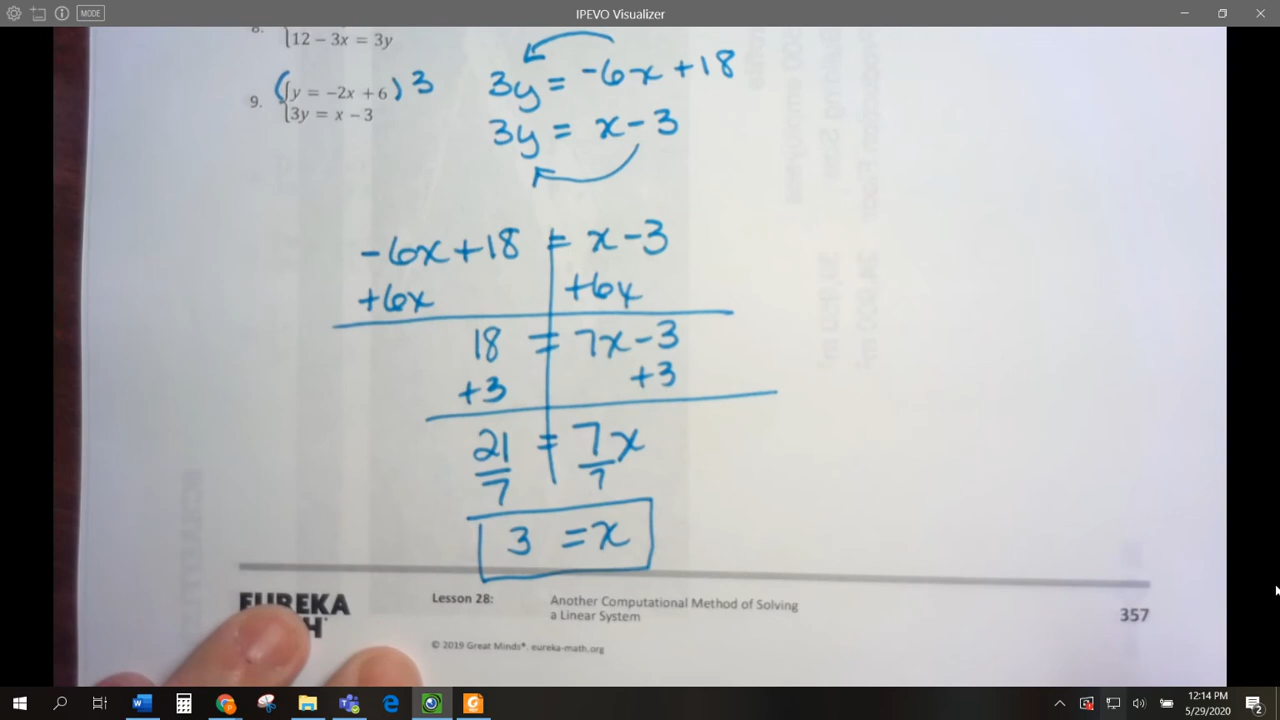 MODE
IPEVO Visualizer
8.
12 − 3x = 3y
9.
(y = −2x + 6) 3
3y = x − 3
3y = -6x + 18
3y = x - 3
-6x + 18 = x - 3
+6x +6x
18 = 7x - 3
+3 +3
21 = 7x
7 7
3 = x
EUREKA
Lesson 28:
Another Computational Method of Solving
a Linear System
357
© 2019 Great Minds®. eureka-math.org
12:14 PM
5/29/2020
2